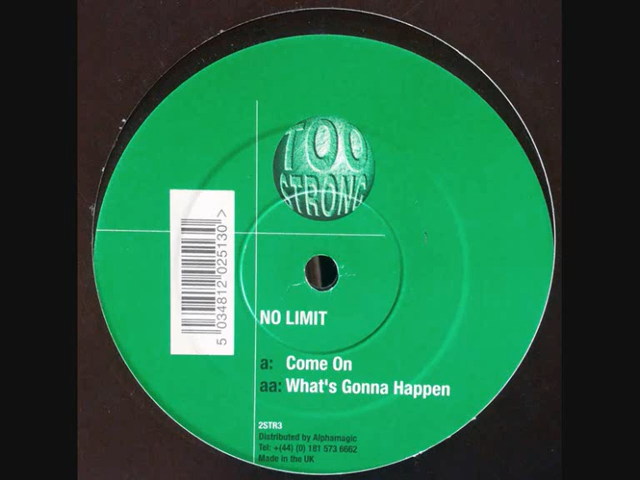 TOO
STRONG
5 034812 025130 >
NO LIMIT
a: Come On
aa: What's Gonna Happen
2STR3
Distributed by Alphamagic
Tel: +(44) (0) 181 573 6662
Made in the UK